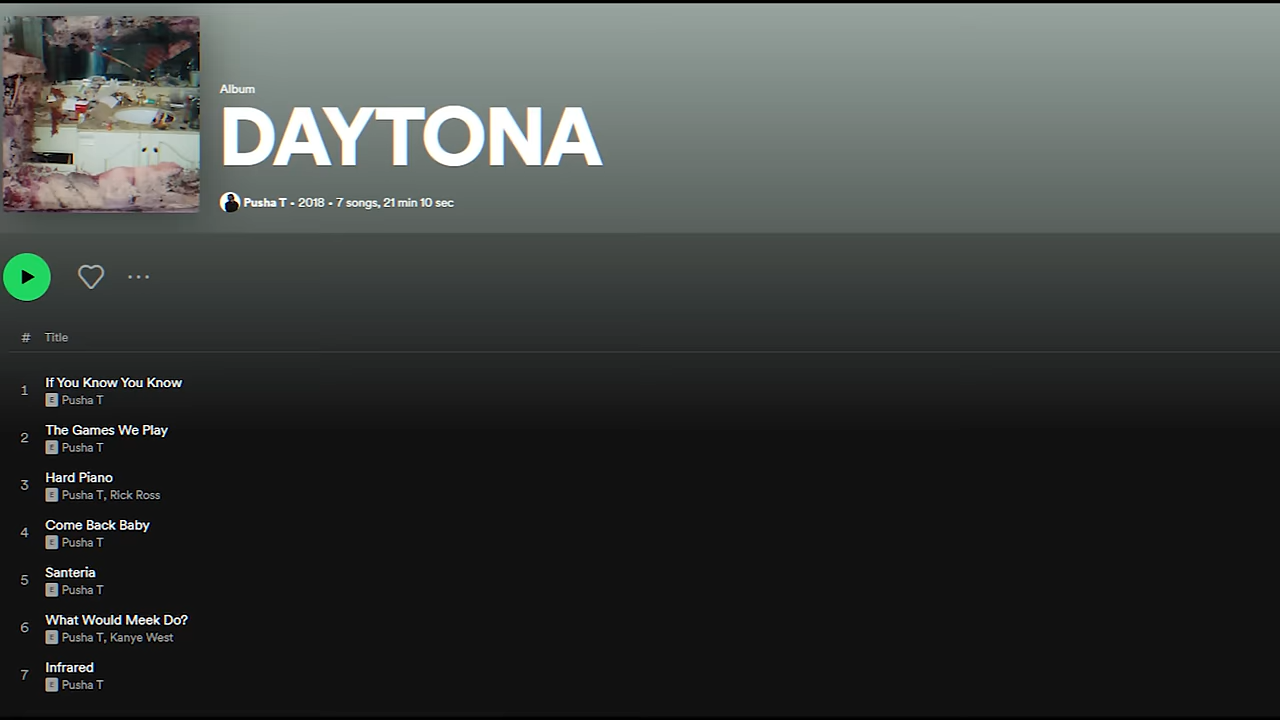 Album
DAYTONA
Pusha T • 2018 • 7 songs, 21 min 10 sec
# Title
1 If You Know You Know
E Pusha T
2 The Games We Play
E Pusha T
3 Hard Piano
E Pusha T, Rick Ross
4 Come Back Baby
E Pusha T
5 Santeria
E Pusha T
6 What Would Meek Do?
E Pusha T, Kanye West
7 Infrared
E Pusha T